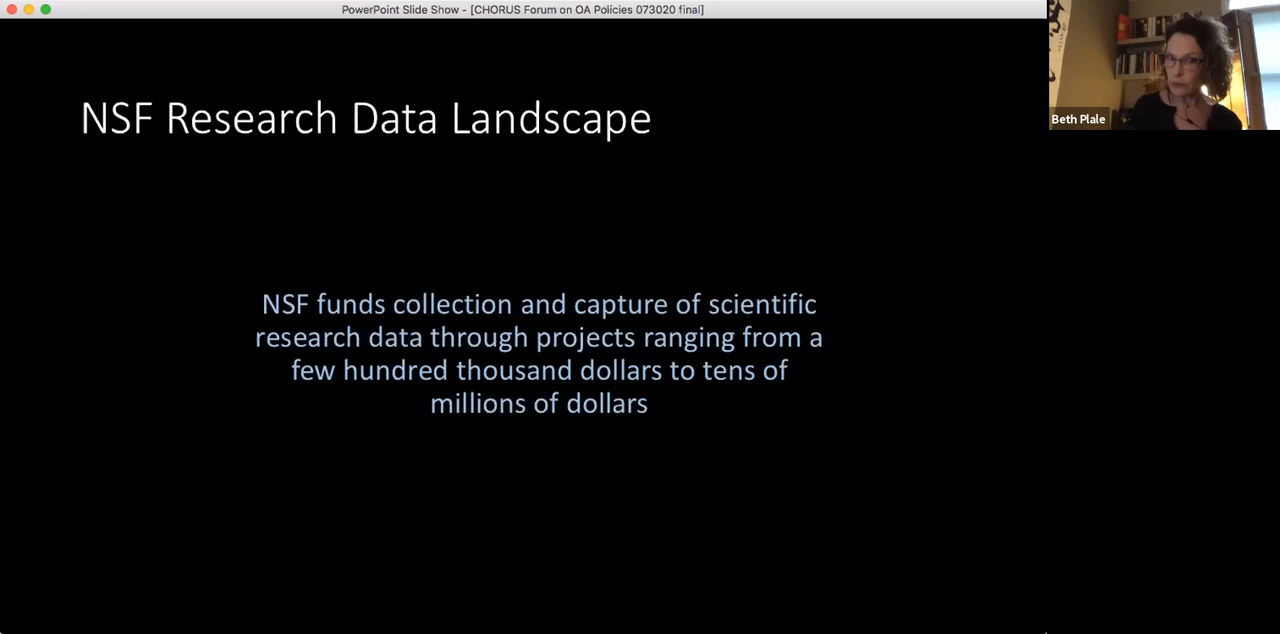 PowerPoint Slide Show - [CHORUS Forum on OA Policies 073020 final]
NSF Research Data Landscape
NSF funds collection and capture of scientific
research data through projects ranging from a
few hundred thousand dollars to tens of
millions of dollars
Beth Plale